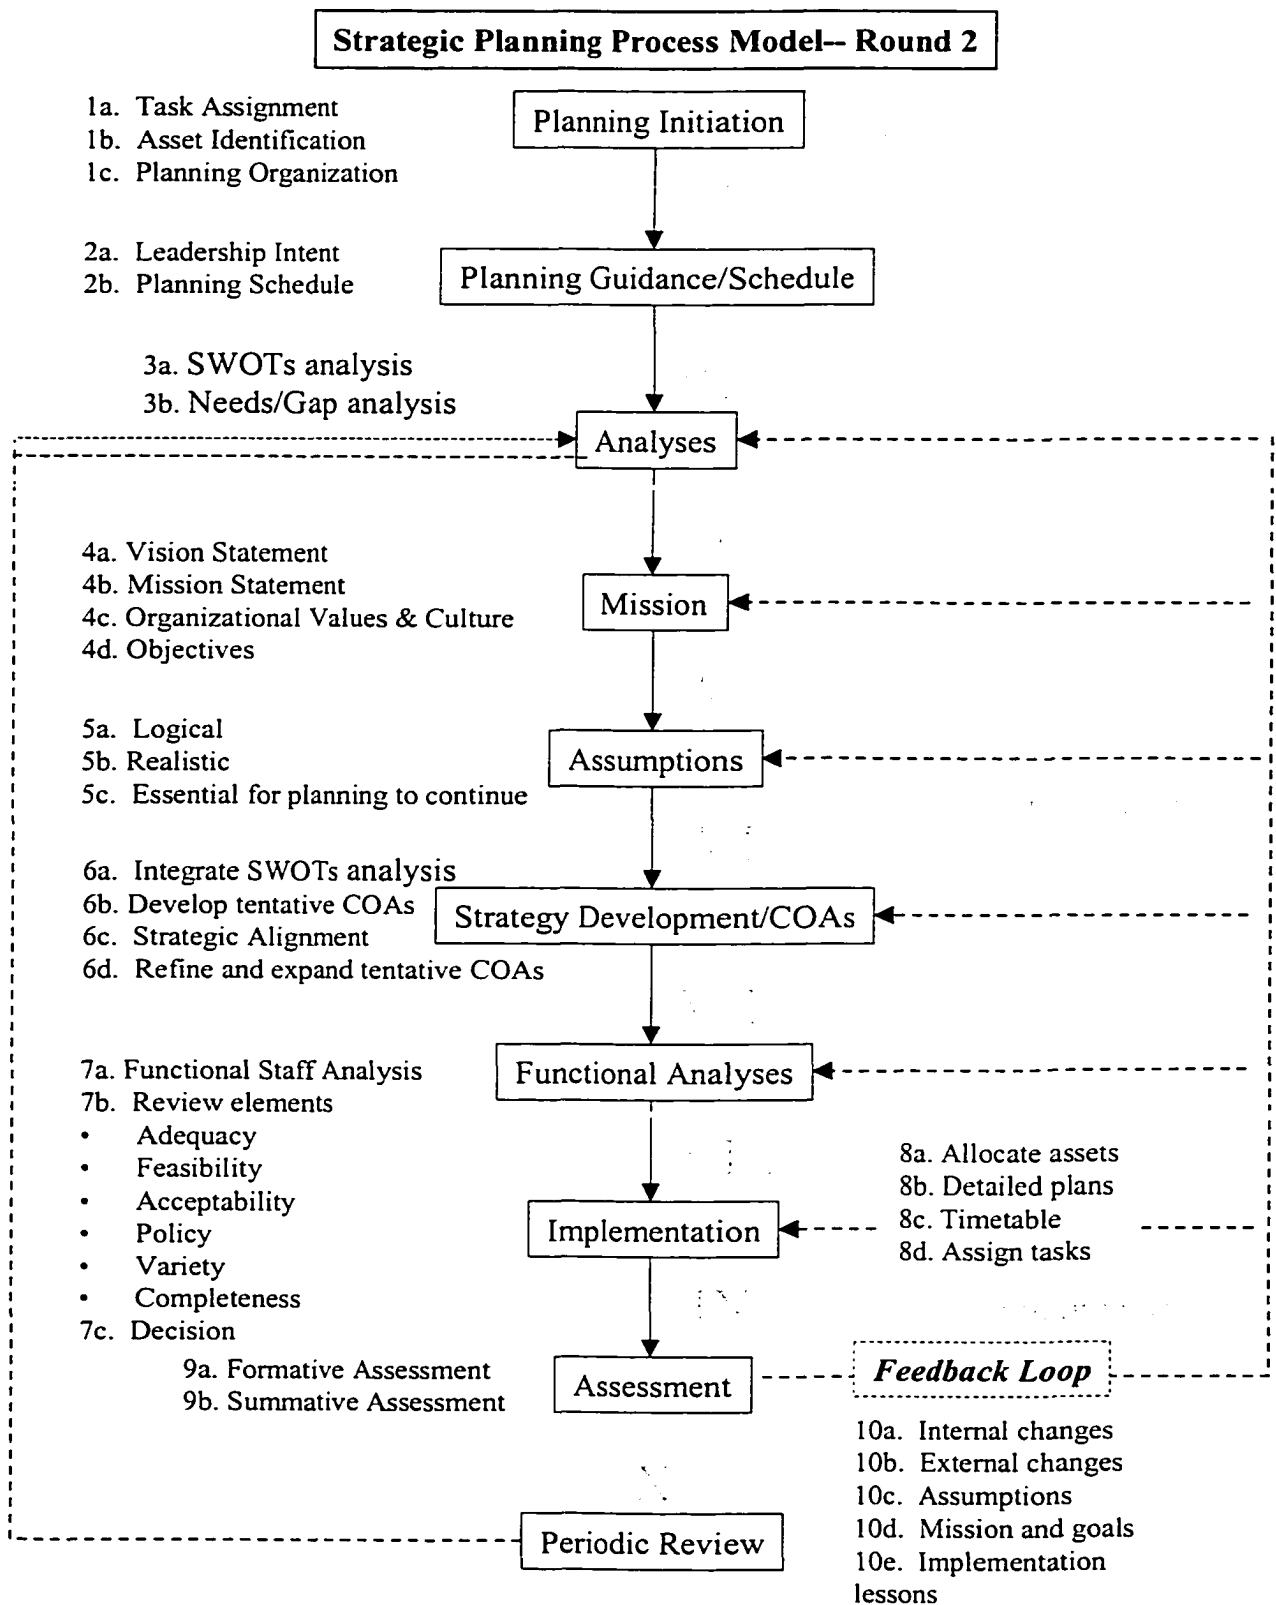 Strategic Planning Process Model-- Round 2
1a. Task Assignment
1b. Asset Identification
1c. Planning Organization
Planning Initiation
2a. Leadership Intent
2b. Planning Schedule
Planning Guidance/Schedule
3a. SWOTs analysis
3b. Needs/Gap analysis
Analyses
4a. Vision Statement
4b. Mission Statement
4c. Organizational Values & Culture
4d. Objectives
Mission
5a. Logical
5b. Realistic
5c. Essential for planning to continue
Assumptions
6a. Integrate SWOTs analysis
6b. Develop tentative COAs
6c. Strategic Alignment
6d. Refine and expand tentative COAs
Strategy Development/COAs
7a. Functional Staff Analysis
7b. Review elements
• Adequacy
• Feasibility
• Acceptability
• Policy
• Variety
• Completeness
7c. Decision
Functional Analyses
8a. Allocate assets
8b. Detailed plans
8c. Timetable
8d. Assign tasks
Implementation
9a. Formative Assessment
9b. Summative Assessment
Assessment
Feedback Loop
10a. Internal changes
10b. External changes
10c. Assumptions
10d. Mission and goals
10e. Implementation
lessons
Periodic Review